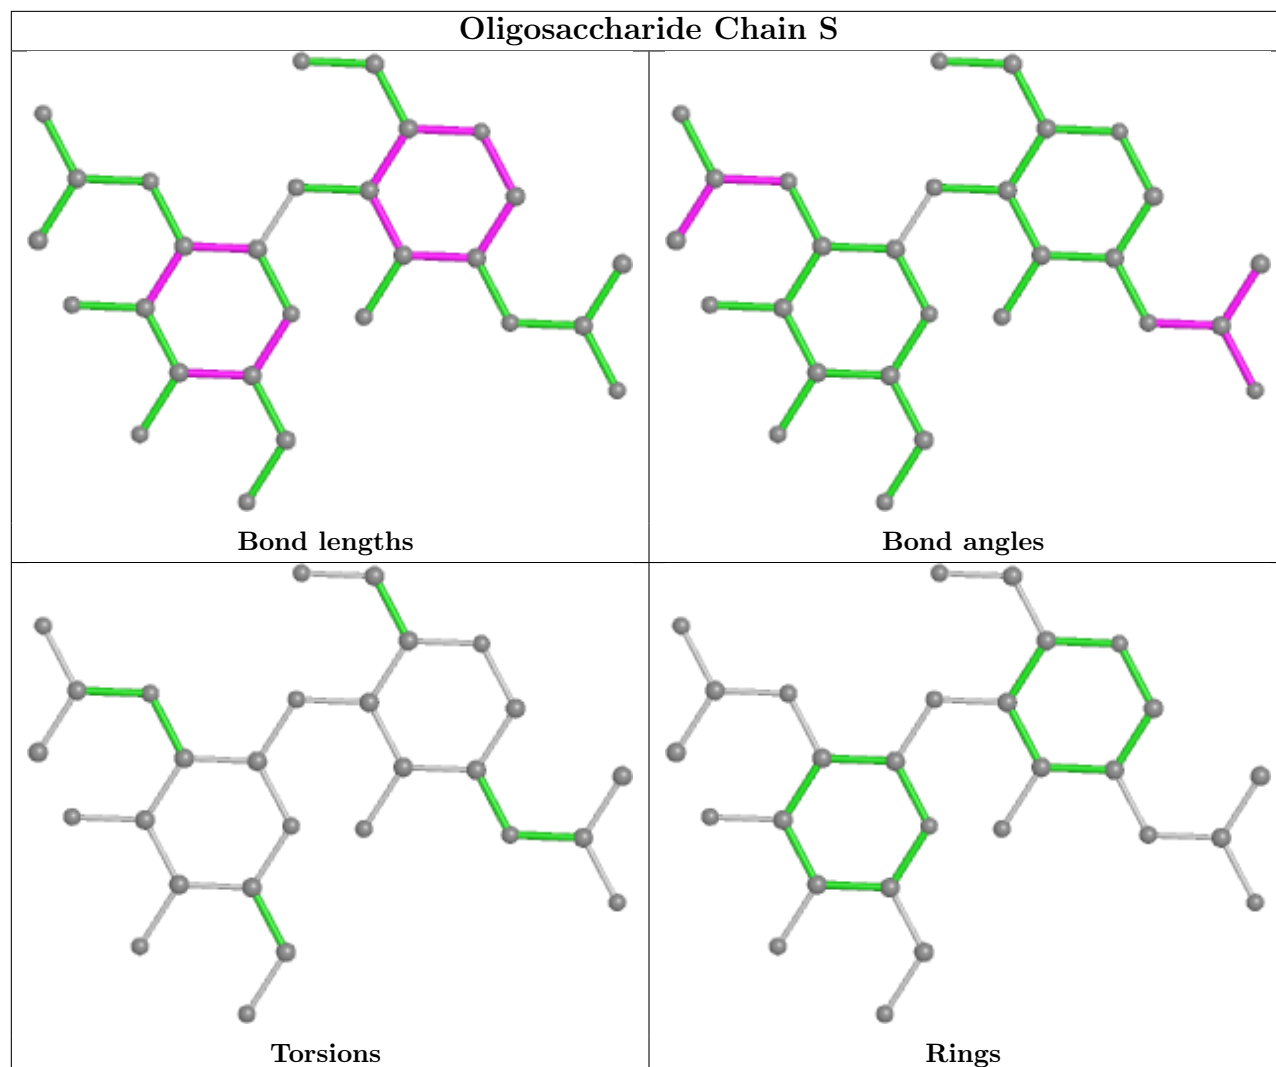 Oligosaccharide Chain S
Bond lengths
Bond angles
Torsions
Rings